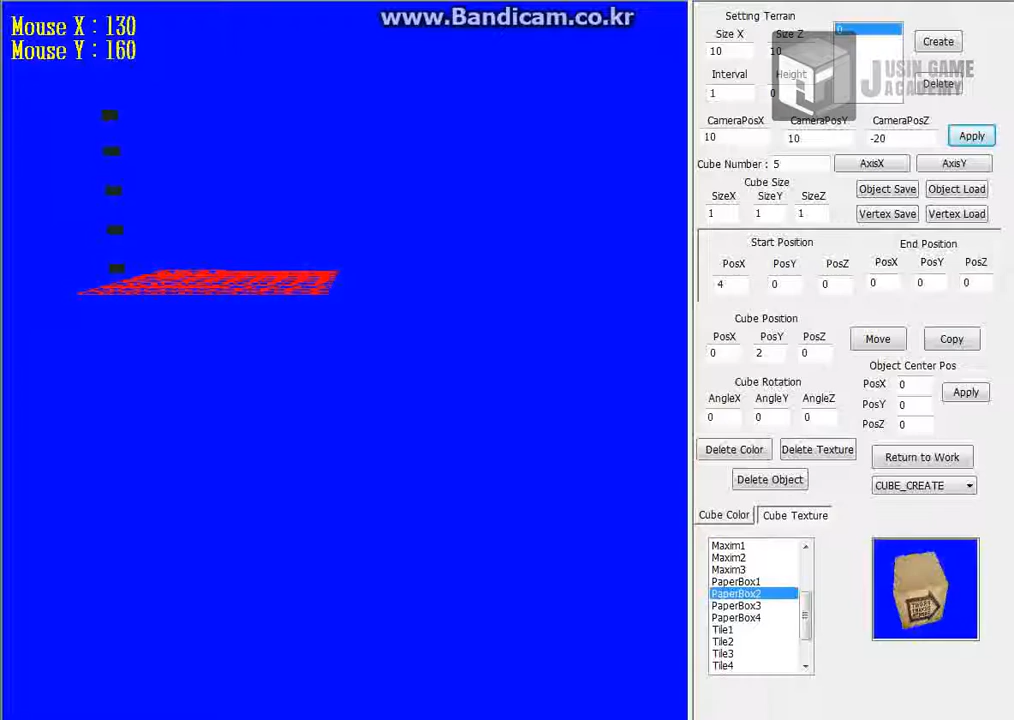 www.Bandicam.co.kr
Mouse X : 130
Mouse Y : 160
Setting Terrain
Size X Size Z
10 10
0
Create
Interval Height
1 0
Delete
JUSIN GAME
ACADEMY
CameraPosX CameraPosY CameraPosZ
10 10 -20
Apply
Cube Number : 5
AxisX AxisY
Cube Size
SizeX SizeY SizeZ
1 1 1
Object Save Object Load
Vertex Save Vertex Load
Start Position
PosX PosY PosZ
4 0 0
End Position
PosX PosY PosZ
0 0 0
Cube Position
PosX PosY PosZ
0 2 0
Move Copy
Object Center Pos
PosX 0
PosY 0
PosZ 0
Apply
Cube Rotation
AngleX AngleY AngleZ
0 0 0
Delete Color Delete Texture
Delete Object
Return to Work
CUBE_CREATE
Cube Color Cube Texture
Maxim1
Maxim2
Maxim3
PaperBox1
PaperBox2
PaperBox3
PaperBox4
Tile1
Tile2
Tile3
Tile4